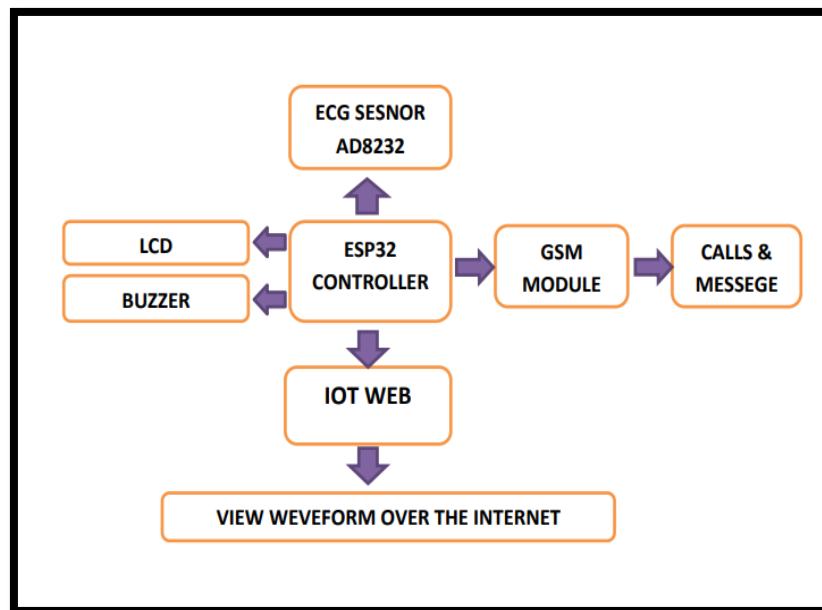 ECG SESNOR
AD8232
LCD
BUZZER
ESP32
CONTROLLER
GSM
MODULE
CALLS &
MESSEGE
IOT WEB
VIEW WEVEFORM OVER THE INTERNET